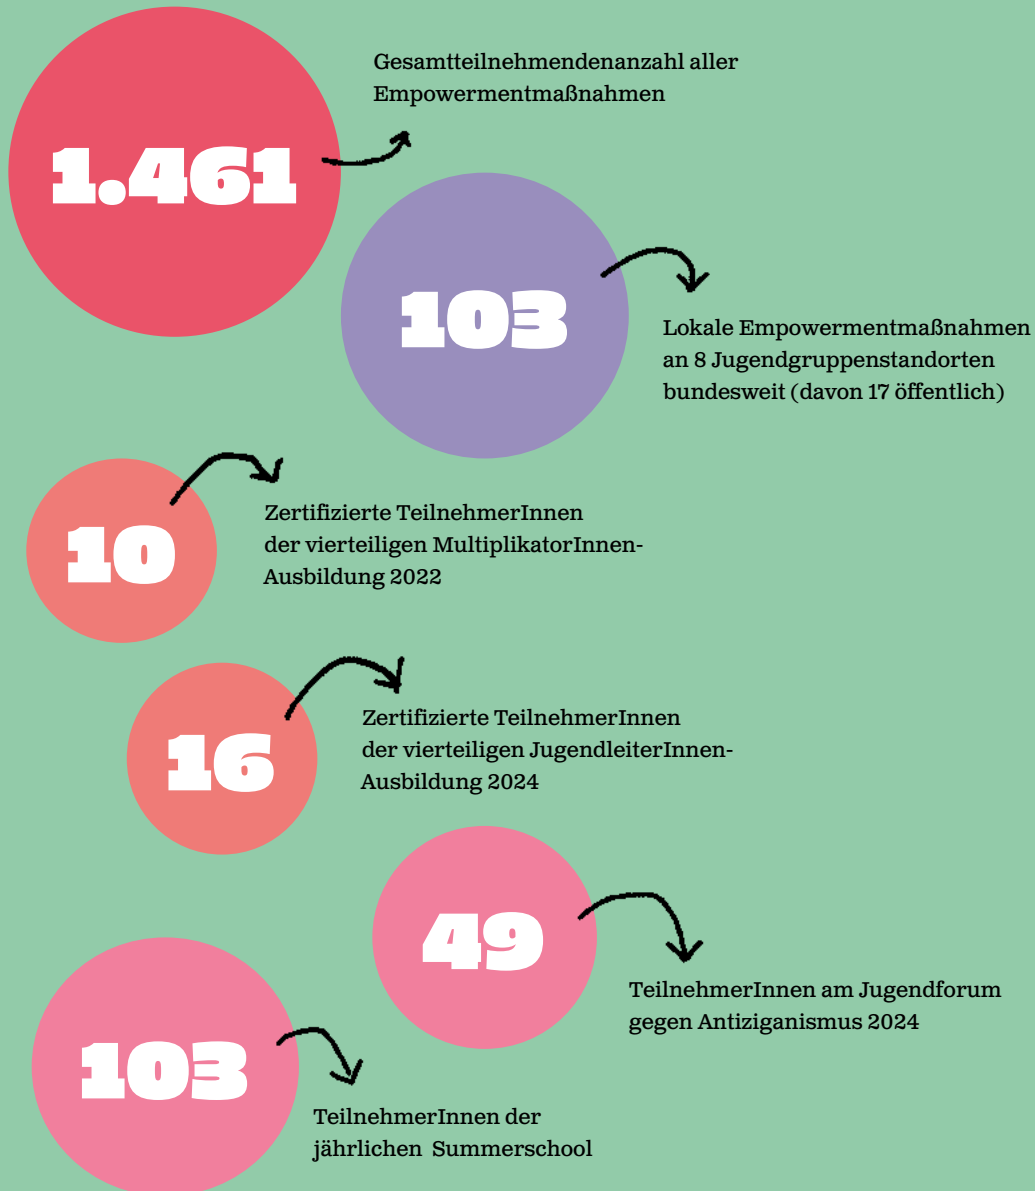 1.461
Gesamtteilnehmendenanzahl aller
Empowermentmaßnahmen
103
Lokale Empowermentmaßnahmen
an 8 Jugendgruppenstandorten
bundesweit (davon 17 öffentlich)
10
Zertifizierte TeilnehmerInnen
der vierteiligen MultiplikatorInnen-
Ausbildung 2022
16
Zertifizierte TeilnehmerInnen
der vierteiligen JugendleiterInnen-
Ausbildung 2024
49
TeilnehmerInnen am Jugendforum
gegen Antiziganismus 2024
103
TeilnehmerInnen der
jährlichen Summerschool